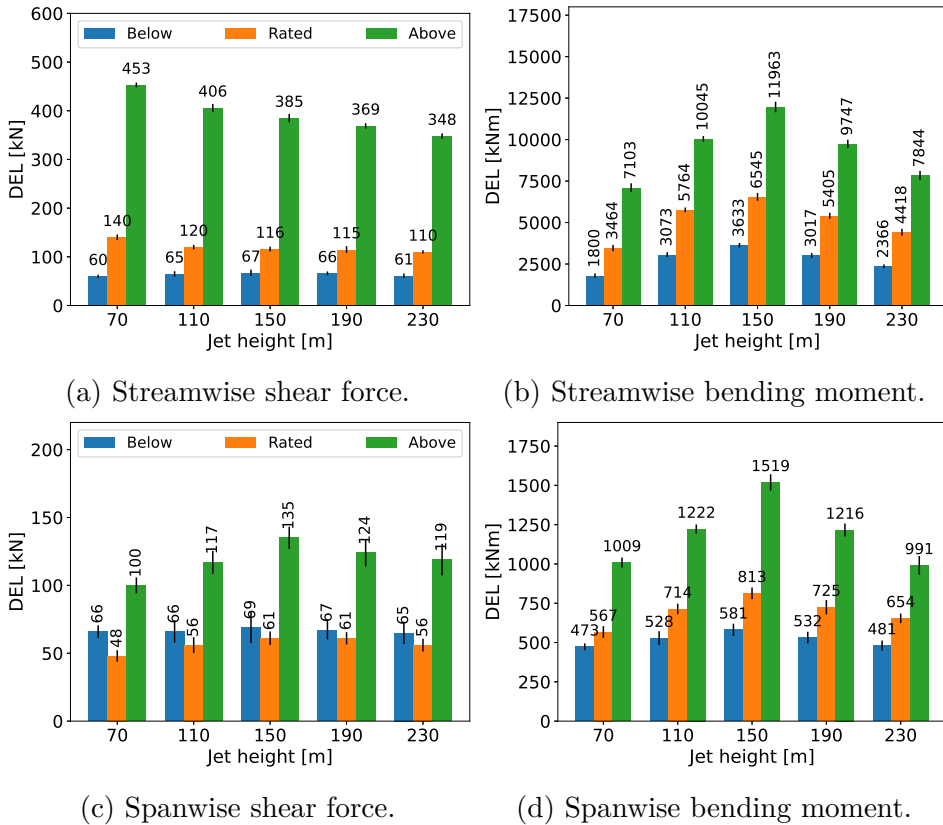 600
500
400
300
200
100
0
DEL [kN]
Below Rated Above
60 140 453
65 120 406
67 116 385
66 115 369
61 110 348
70 110 150 190 230
Jet height [m]
(a) Streamwise shear force.
17500
15000
12500
10000
7500
5000
2500
0
DEL [kNm]
1800 3464 7103
3073 5764 10045
3633 6545 11963
3017 5405 9747
2366 4418 7844
70 110 150 190 230
Jet height [m]
(b) Streamwise bending moment.
200
150
100
50
0
DEL [kN]
Below Rated Above
66 48 100
66 56 117
69 61 135
67 61 124
65 56 119
70 110 150 190 230
Jet height [m]
(c) Spanwise shear force.
1750
1500
1250
1000
750
500
250
0
DEL [kNm]
473 567 1009
528 714 1222
581 813 1519
532 725 1216
481 654 991
70 110 150 190 230
Jet height [m]
(d) Spanwise bending moment.